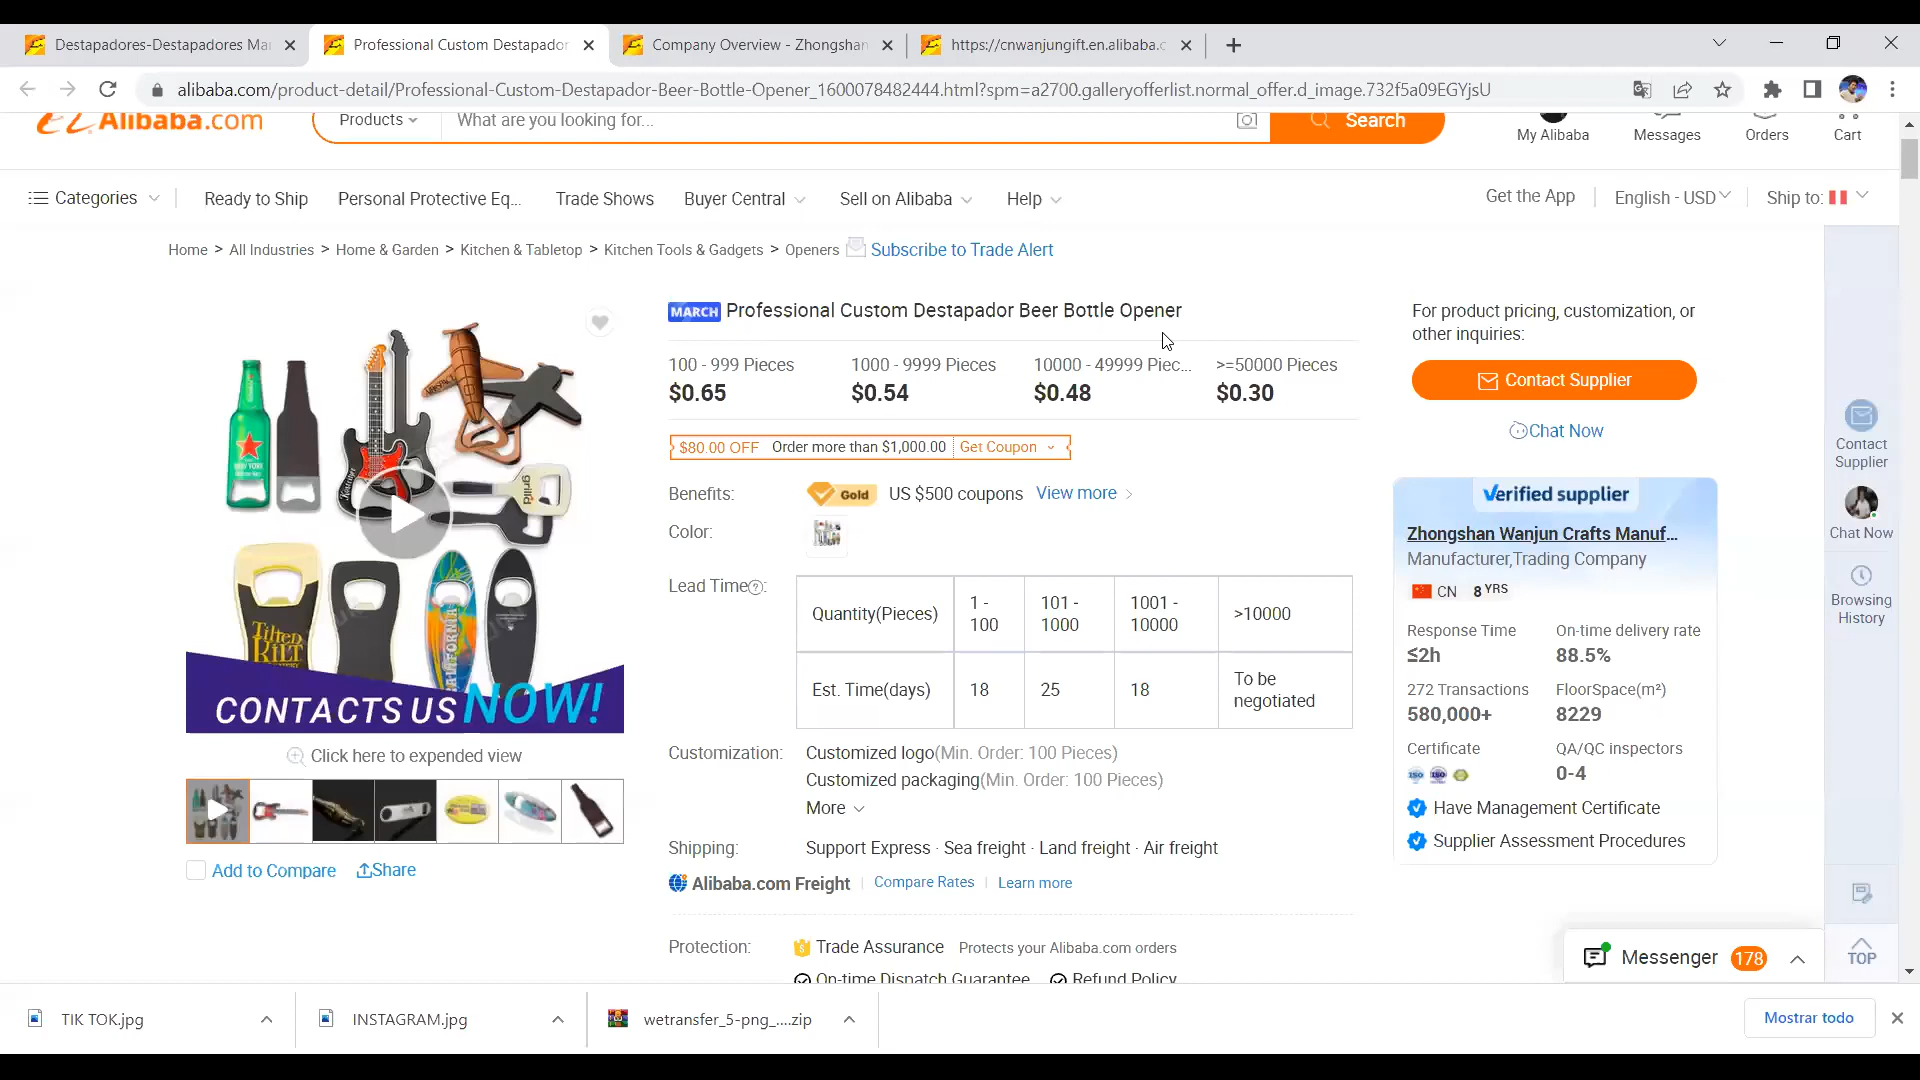 Destapadores-Destapadores Ma
Professional Custom Destapador
Company Overview - Zhongshan
https://cnwanjungift.en.alibaba.c
alibaba.com/product-detail/Professional-Custom-Destapador-Beer-Bottle-Opener_1600078482444.html?spm=a2700.galleryofferlist.normal_offer.d_image.732f5a09EGYjsU
Alibaba.com
Products
What are you looking for...
Search
My Alibaba
Messages
Orders
Cart
Categories
Ready to Ship
Personal Protective Eq...
Trade Shows
Buyer Central
Sell on Alibaba
Help
Get the App
English - USD
Ship to:
Home > All Industries > Home & Garden > Kitchen & Tabletop > Kitchen Tools & Gadgets > Openers
Subscribe to Trade Alert
MARCH Professional Custom Destapador Beer Bottle Opener
100 - 999 Pieces
$0.65
1000 - 9999 Pieces
$0.54
10000 - 49999 Piec...
$0.48
>=50000 Pieces
$0.30
$80.00 OFF Order more than $1,000.00 Get Coupon
Benefits: Gold US $500 coupons View more >
Color:
Lead Time?:
Quantity(Pieces)
1 - 100
101 - 1000
1001 - 10000
>10000
Est. Time(days)
18
25
18
To be negotiated
Customization: Customized logo(Min. Order: 100 Pieces)
Customized packaging(Min. Order: 100 Pieces)
More
Shipping: Support Express · Sea freight · Land freight · Air freight
Alibaba.com Freight
Compare Rates
Learn more
Protection: Trade Assurance Protects your Alibaba.com orders
On-time Dispatch Guarantee
Refund Policy
grilla
Tilted
KILT
CALIFORNIA
CONTACTS US NOW!
Click here to expended view
Add to Compare
Share
For product pricing, customization, or
other inquiries:
Contact Supplier
Chat Now
Verified supplier
Zhongshan Wanjun Crafts Manuf...
Manufacturer,Trading Company
CN 8 YRS
Response Time
≤2h
On-time delivery rate
88.5%
272 Transactions
580,000+
FloorSpace(m²)
8229
Certificate
ISO ISO
QA/QC inspectors
0-4
Have Management Certificate
Supplier Assessment Procedures
Contact
Supplier
Chat Now
Browsing
History
TOP
Messenger 178
TIK TOK.jpg
INSTAGRAM.jpg
wetransfer_5-png_....zip
Mostrar todo